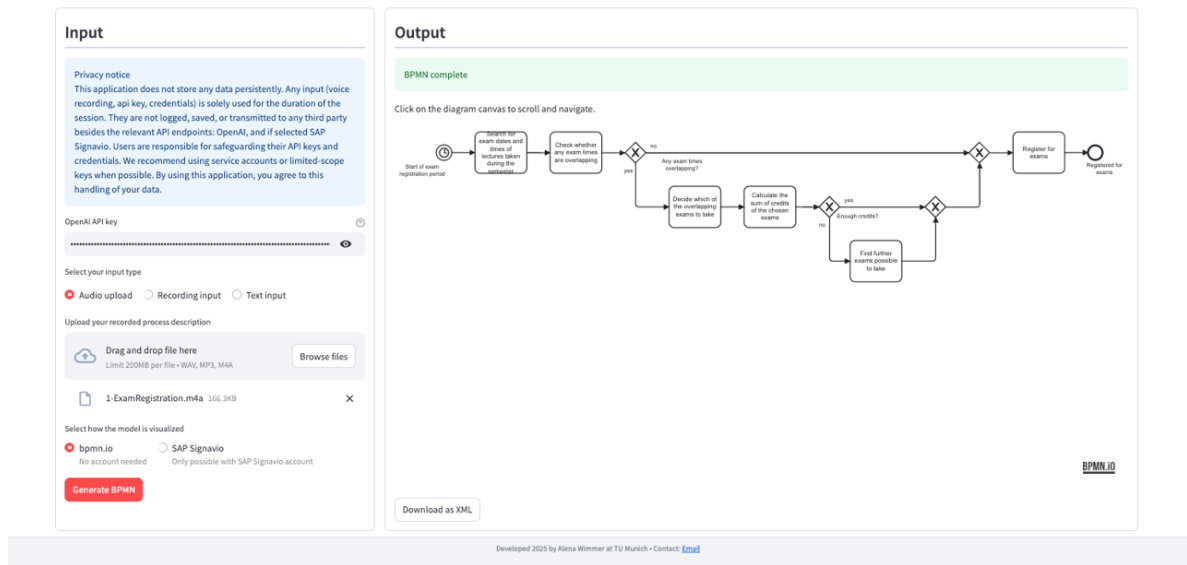 Input
Privacy notice
This application does not store any data persistently. Any input (voice
recording, api key, credentials) is solely used for the duration of the
session. They are not logged, saved, or transmitted to any third party
besides the relevant API endpoints: OpenAI, and if selected SAP
Signavio. Users are responsible for safeguarding their API keys and
credentials. We recommend using service accounts or limited-scope
keys when possible. By using this application, you agree to this
handling of your data.
OpenAI API key
Select your input type
Audio upload
Recording input
Text input
Upload your recorded process description
Drag and drop file here
Limit 200MB per file • WAV, MP3, M4A
Browse files
1-ExamRegistration.m4a 166.3KB
Select how the model is visualized
bpmn.io
No account needed
SAP Signavio
Only possible with SAP Signavio account
Generate BPMN
Output
BPMN complete
Click on the diagram canvas to scroll and navigate.
Start of exam
registration period
Search for
exam dates and
times of
lectures taken
during the
semester
Check whether
any exam times
are overlapping
no
Any exam times
overlapping?
yes
Decide which of
the overlapping
exams to take
Calculate the
sum of credits
of the chosen
exams
yes
Enough credits?
no
Find further
exams possible
to take
Register for
exams
Registered for
exams
BPMN.iO
Download as XML
Developed 2025 by Alena Wimmer at TU Munich • Contact: Email